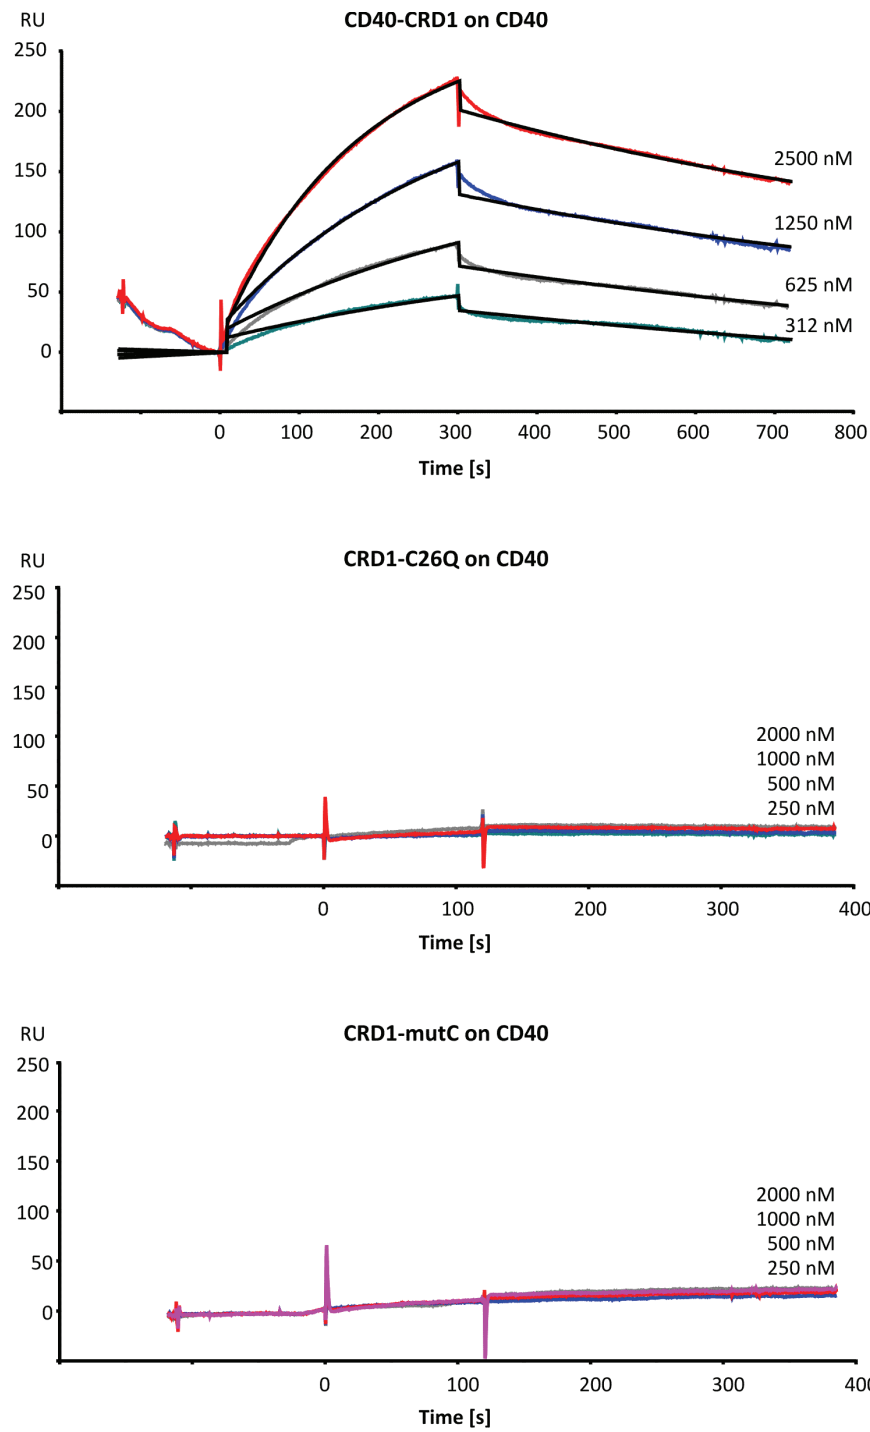 RU
CD40-CRD1 on CD40
250
200
150
100
50
0
2500 nM
1250 nM
625 nM
312 nM
0 100 200 300 400 500 600 700 800
Time [s]
RU
CRD1-C26Q on CD40
250
200
150
100
50
0
2000 nM
1000 nM
500 nM
250 nM
0 100 200 300 400
Time [s]
RU
CRD1-mutC on CD40
250
200
150
100
50
0
2000 nM
1000 nM
500 nM
250 nM
0 100 200 300 400
Time [s]